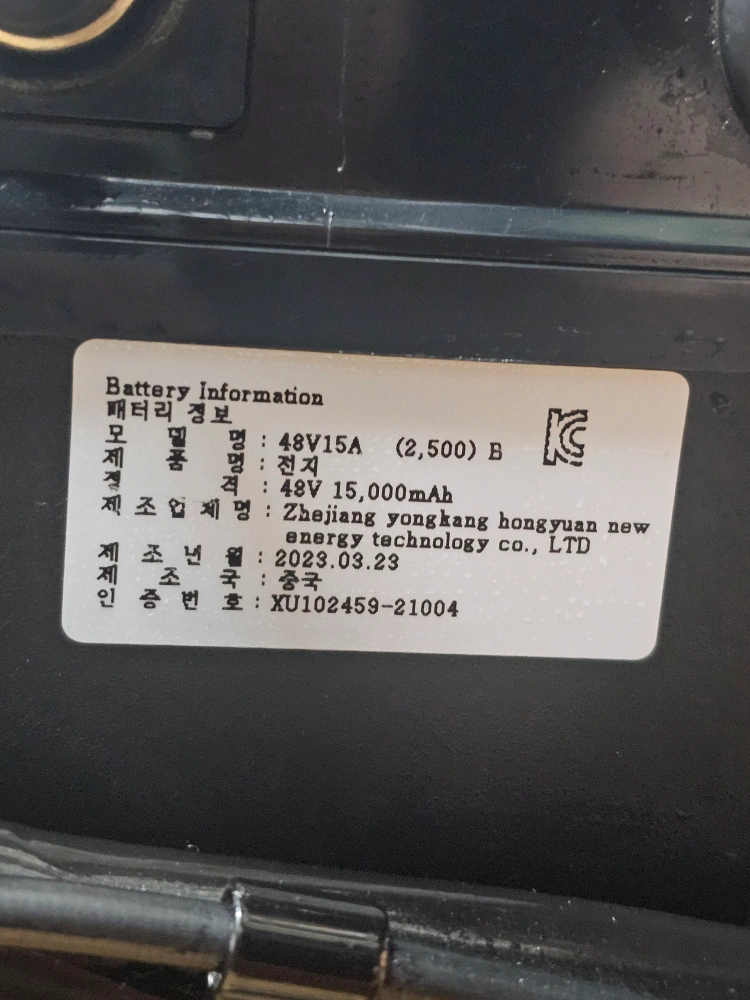 Battery Information
배터리 정보
모 델 명 : 48V15A (2,500) B
제 품 명 : 전지
정 격 : 48V 15,000mAh
제 조 업 체 명 : Zhejiang yongkang hongyuan new
energy technology co., LTD
제 조 년 월 : 2023.03.23
제 조 국 : 중국
인 증 번 호 : XU102459-21004
KC